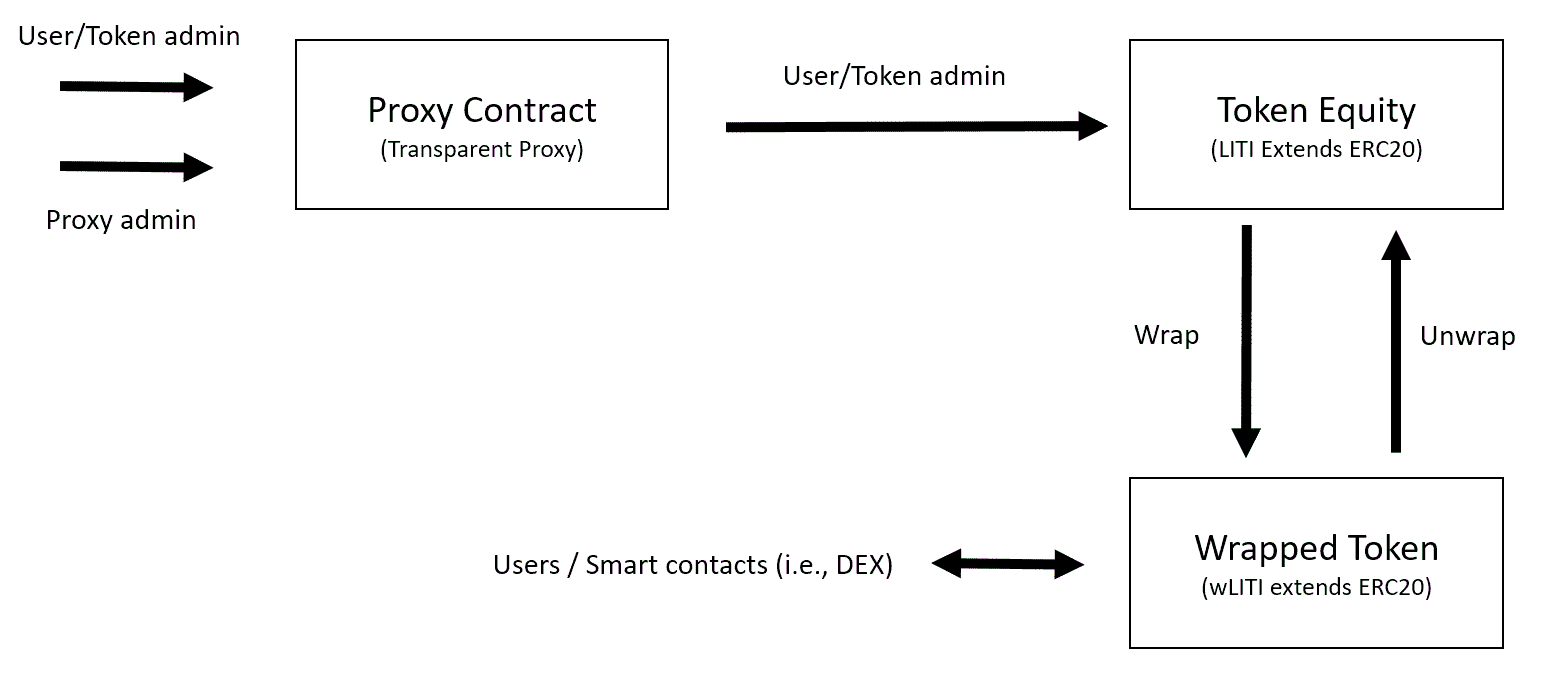 User/Token admin
Proxy admin
Proxy Contract
(Transparent Proxy)
User/Token admin
Token Equity
(LITI Extends ERC20)
Wrap
Unwrap
Users / Smart contacts (i.e., DEX)
Wrapped Token
(wLITI extends ERC20)